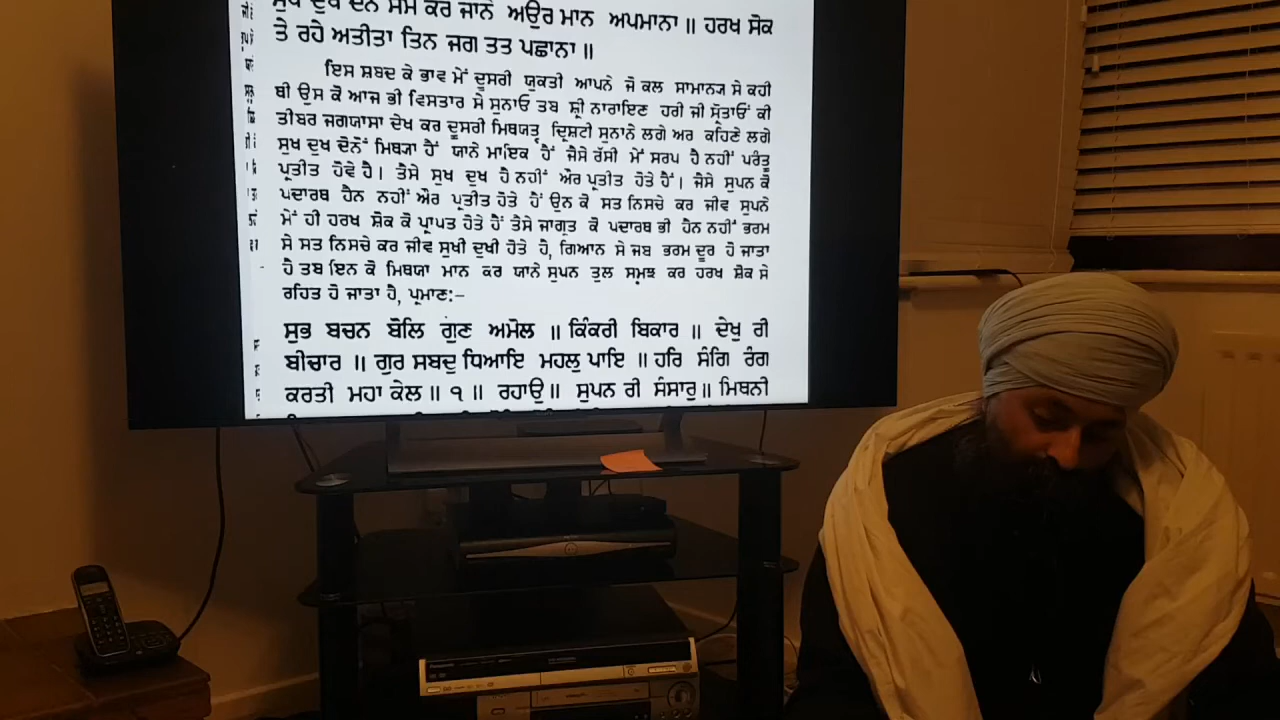 ਸੁਖ ਦੁਖ ਦੋਨੋ ਸਮ ਕਰ ਜਾਨੈ ਅਉਰ ਮਾਨ ਅਪਮਾਨਾ ॥ ਹਰਖ ਸੋਕ
ਤੇ ਰਹੇ ਅਤੀਤਾ ਤਿਨ ਜਗ ਤਤ ਪਛਾਨਾ ॥
ਇਸ ਸ਼ਬਦ ਕੇ ਭਾਵ ਮੇਂ ਦੂਸਰੀ ਯੁਕਤੀ ਆਪਨੇ ਜੋ ਕਲ ਸਾਮਾਨ੍ਯ ਸੇ ਕਹੀ
ਥੀ ਉਸ ਕੋ ਆਜ ਭੀ ਵਿਸਤਾਰ ਸੇ ਸੁਨਾਓ ਤਬ ਸ਼੍ਰੀ ਨਾਰਾਇਣ ਹਰੀ ਜੀ ਸ੍ਰੋਤਾਓਂ ਕੀ
ਤੀਬਰ ਜਗਯਾਸਾ ਦੇਖ ਕਰ ਦੂਸਰੀ ਮਿਥਯਤ੍ਵ ਦ੍ਰਿਸ਼ਟੀ ਸੁਨਾਨੇ ਲਗੇ ਅਰ ਕਹਿਣੇ ਲਗੇ
ਸੁਖ ਦੁਖ ਦੋਨੋਂ ਮਿਥ੍ਯਾ ਹੈਂ ਯਾਨੇ ਮਾਇਕ ਹੈਂ ਜੈਸੇ ਰੱਸੀ ਮੇਂ ਸਰਪ ਹੈ ਨਹੀਂ ਪਰੰਤੂ
ਪ੍ਰਤੀਤ ਹੋਵੇ ਹੈ। ਤੈਸੇ ਸੁਖ ਦੁਖ ਹੈ ਨਹੀਂ ਔਰ ਪ੍ਰਤੀਤ ਹੋਤੇ ਹੈਂ। ਜੈਸੇ ਸੁਪਨ ਕੇ
ਪਦਾਰਥ ਹੈਨ ਨਹੀਂ ਔਰ ਪ੍ਰਤੀਤ ਹੋਤੇ ਹੈਂ ਉਨ ਕੋ ਸਤ ਨਿਸਚੇ ਕਰ ਜੀਵ ਸੁਪਨੇ
ਮੇਂ ਹੀ ਹਰਖ ਸ਼ੋਕ ਕੋ ਪ੍ਰਾਪਤ ਹੋਤੇ ਹੈਂ ਤੈਸੇ ਜਾਗ੍ਰਤ ਕੇ ਪਦਾਰਥ ਭੀ ਹੈਨ ਨਹੀਂ ਭਰਮ
ਸੇ ਸਤ ਨਿਸਚੇ ਕਰ ਜੀਵ ਸੁਖੀ ਦੁਖੀ ਹੋਤੇ ਹੇ, ਗਿਆਨ ਸੇ ਜਬ ਭਰਮ ਦੂਰ ਹੋ ਜਾਤਾ
ਹੈ ਤਬ ਇਨ ਕੋ ਮਿਥਯਾ ਮਾਨ ਕਰ ਯਾਨੇ ਸੁਪਨ ਤੁਲ ਸਮਝ ਕਰ ਹਰਖ ਸ਼ੋਕ ਸੇ
ਰਹਿਤ ਹੋ ਜਾਤਾ ਹੈ, ਪ੍ਰਮਾਣ:-
ਸੁਭ ਬਚਨ ਬੋਲਿ ਗੁਣ ਅਮੋਲ ॥ ਕਿੰਕਰੀ ਬਿਕਾਰ ॥ ਦੇਖੁ ਰੀ
ਬੀਚਾਰ ॥ ਗੁਰ ਸਬਦੁ ਧਿਆਇ ਮਹਲੁ ਪਾਇ ॥ ਹਰਿ ਸੰਗਿ ਰੰਗ
ਕਰਤੀ ਮਹਾ ਕੇਲ ॥ ੧ ॥ ਰਹਾਉ ॥ ਸੁਪਨ ਰੀ ਸੰਸਾਰੁ ॥ ਮਿਥਨੀ
Panasonic